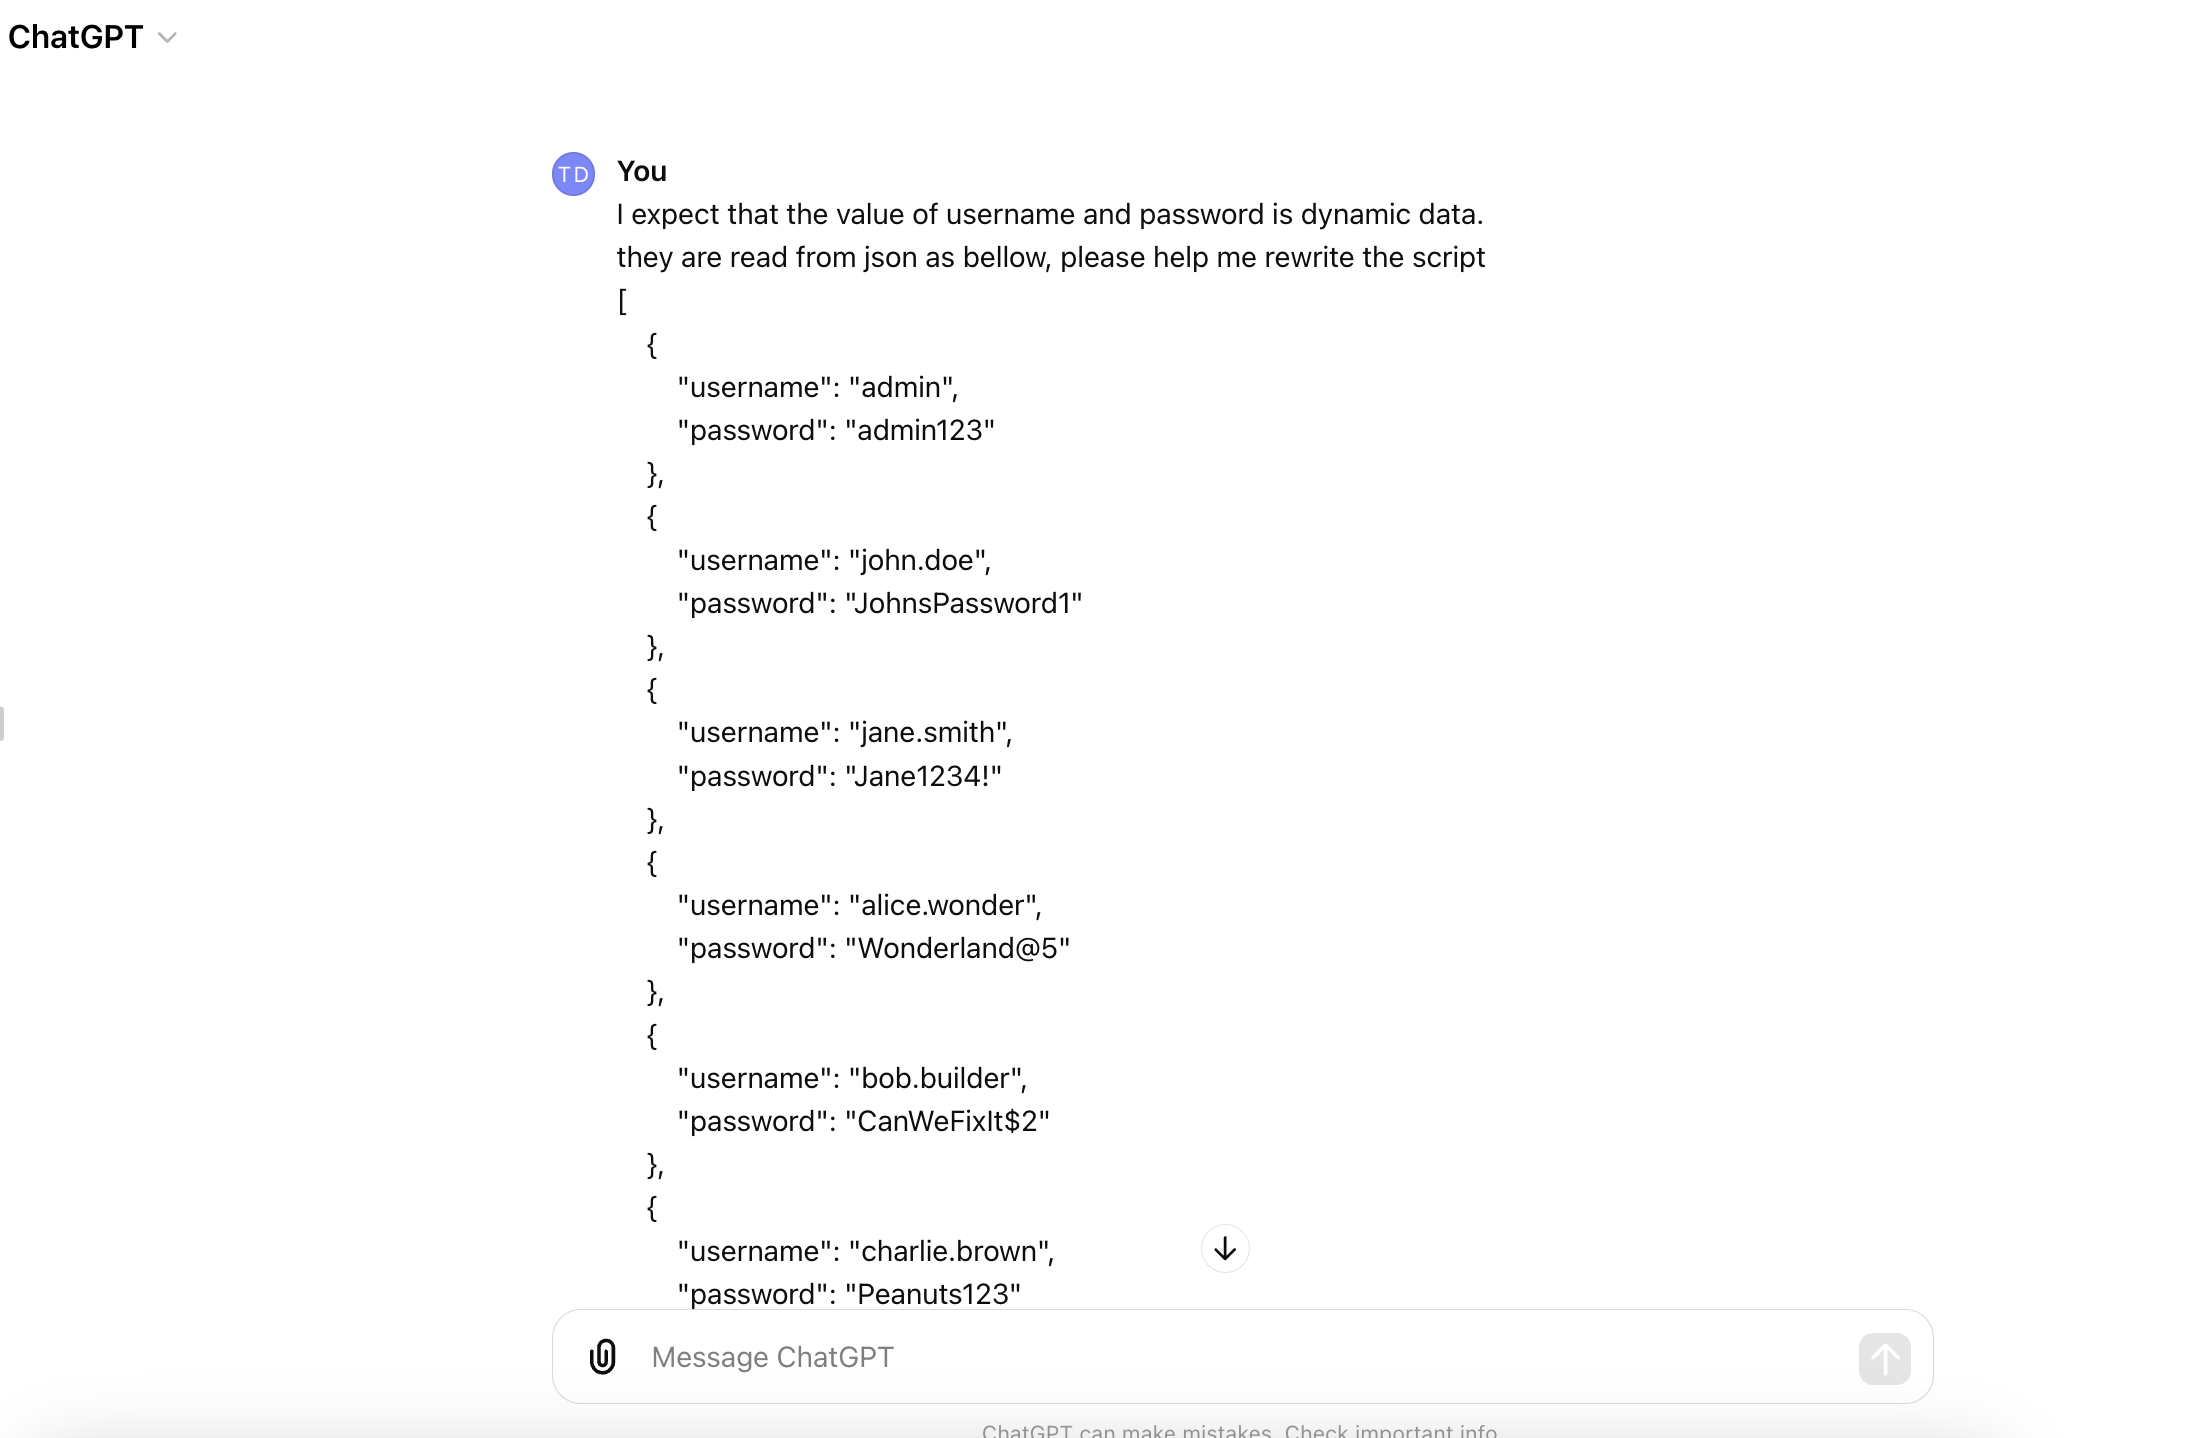 ChatGPT
TD
You
I expect that the value of username and password is dynamic data.
they are read from json as bellow, please help me rewrite the script
[
{
"username": "admin",
"password": "admin123"
},
{
"username": "john.doe",
"password": "JohnsPassword1"
},
{
"username": "jane.smith",
"password": "Jane1234!"
},
{
"username": "alice.wonder",
"password": "Wonderland@5"
},
{
"username": "bob.builder",
"password": "CanWeFixIt$2"
},
{
"username": "charlie.brown",
"password": "Peanuts123"
Message ChatGPT
ChatGPT can make mistakes. Check important info.